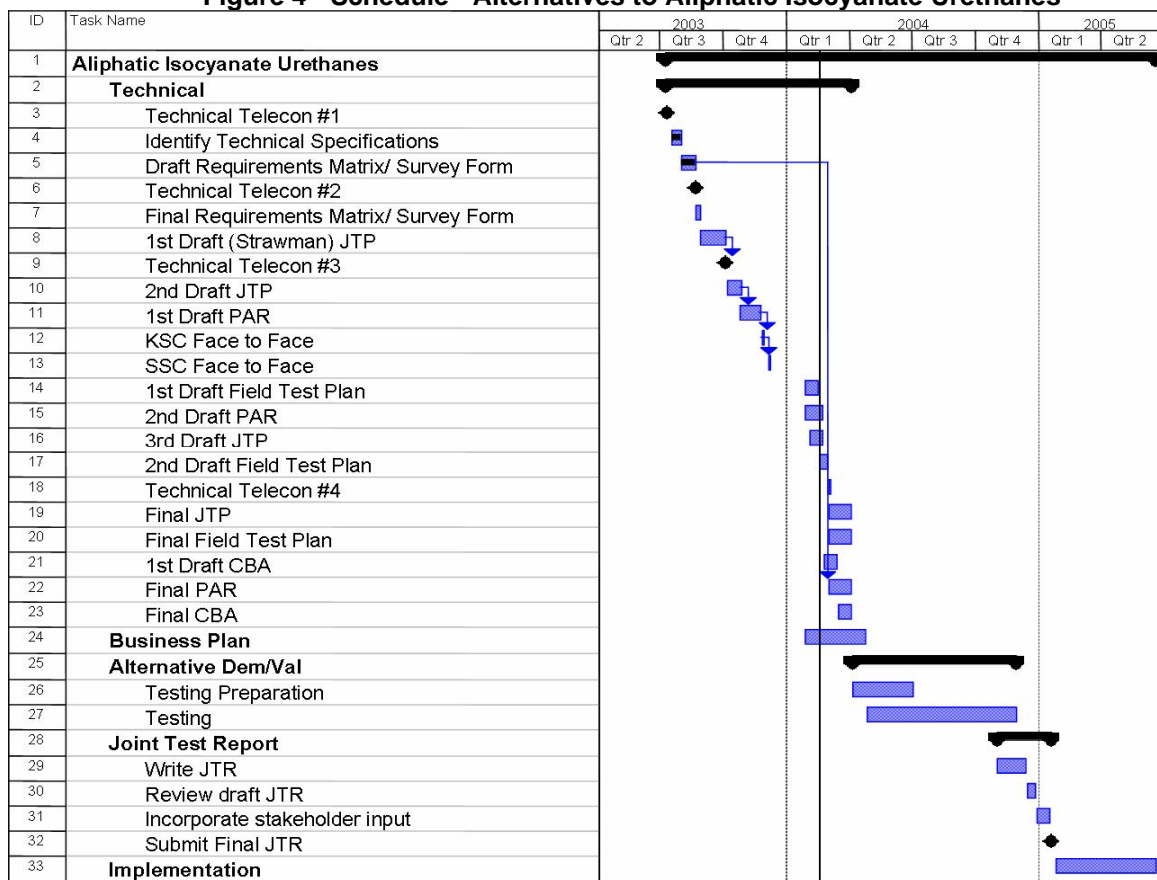 Figure 4 - Schedule - Alternatives to Aliphatic Isocyanate Urethanes
ID Task Name 2003 2004 2005
Qtr 2 Qtr 3 Qtr 4 Qtr 1 Qtr 2 Qtr 3 Qtr 4 Qtr 1 Qtr 2
1 Aliphatic Isocyanate Urethanes
2 Technical
3 Technical Telecon #1
4 Identify Technical Specifications
5 Draft Requirements Matrix/ Survey Form
6 Technical Telecon #2
7 Final Requirements Matrix/ Survey Form
8 1st Draft (Strawman) JTP
9 Technical Telecon #3
10 2nd Draft JTP
11 1st Draft PAR
12 KSC Face to Face
13 SSC Face to Face
14 1st Draft Field Test Plan
15 2nd Draft PAR
16 3rd Draft JTP
17 2nd Draft Field Test Plan
18 Technical Telecon #4
19 Final JTP
20 Final Field Test Plan
21 1st Draft CBA
22 Final PAR
23 Final CBA
24 Business Plan
25 Alternative Dem/Val
26 Testing Preparation
27 Testing
28 Joint Test Report
29 Write JTR
30 Review draft JTR
31 Incorporate stakeholder input
32 Submit Final JTR
33 Implementation